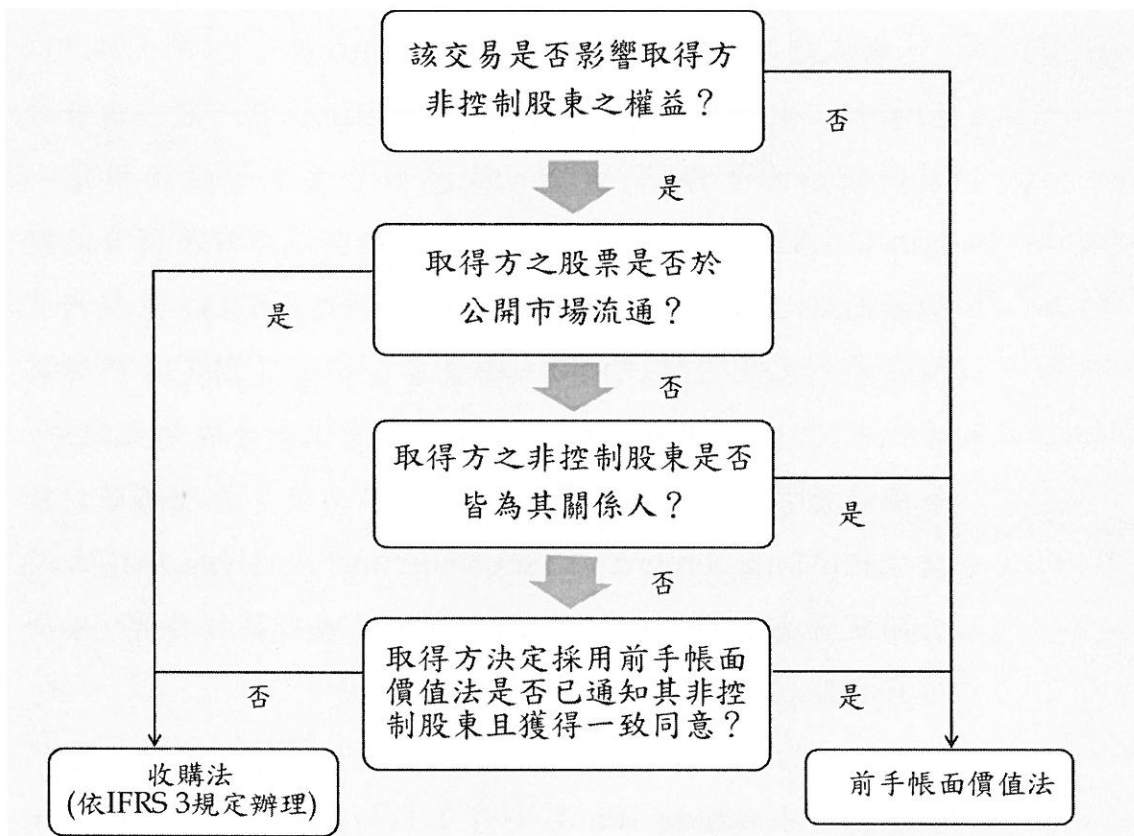 該交易是否影響取得方
非控制股東之權益？
否
是
取得方之股票是否於
公開市場流通？
是
否
取得方之非控制股東是否
皆為其關係人？
是
否
取得方決定採用前手帳面
價值法是否已通知其非控
制股東且獲得一致同意？
否
是
收購法
(依IFRS 3規定辦理)
前手帳面價值法